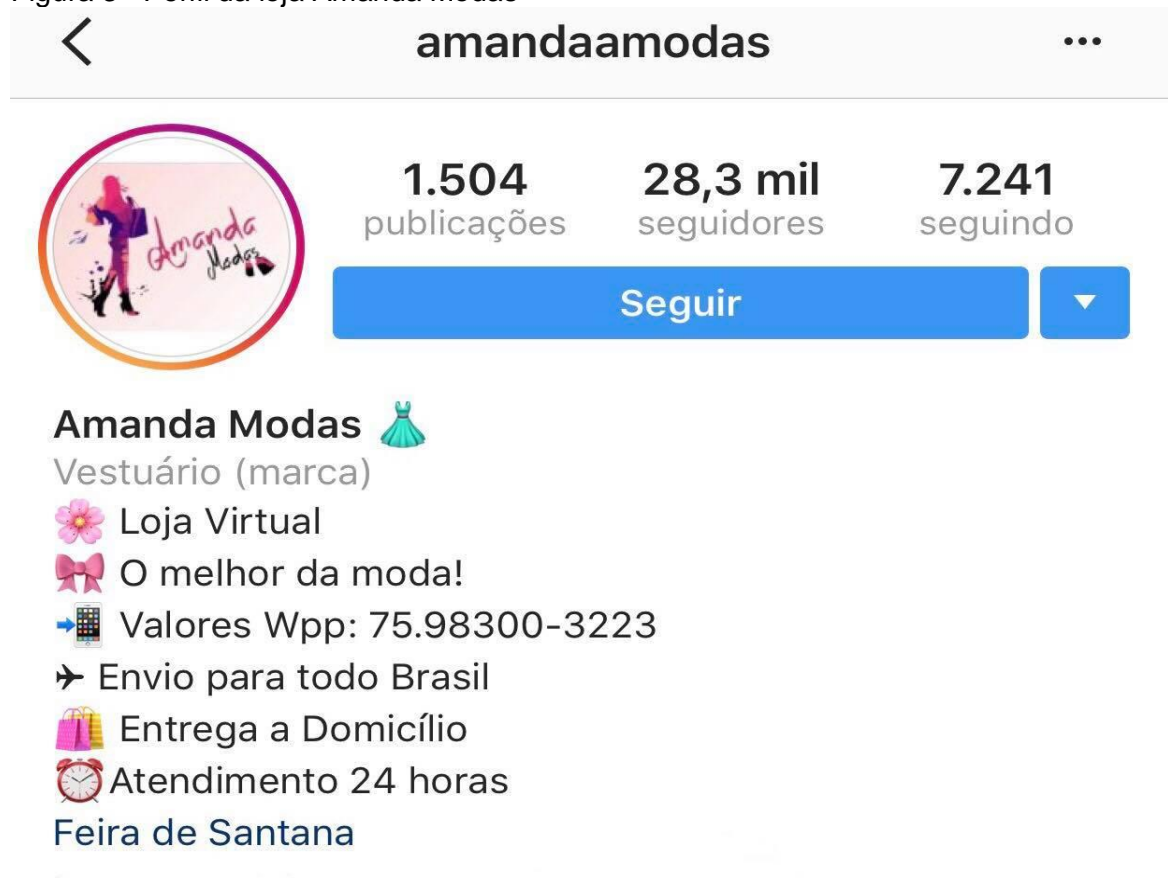 amandaamodas
1.504
publicações
28,3 mil
seguidores
7.241
seguindo
Amanda
Modas
Seguir
Amanda Modas 👗
Vestuário (marca)
🌸 Loja Virtual
🎀 O melhor da moda!
📲 Valores Wpp: 75.98300-3223
✈ Envio para todo Brasil
🛍 Entrega a Domicílio
⏰Atendimento 24 horas
Feira de Santana